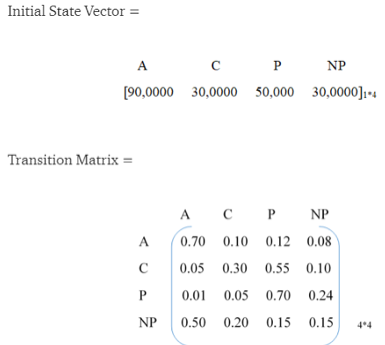 Initial State Vector =
A C P NP
[90,0000 30,0000 50,000 30,0000]1*4
Transition Matrix =
A C P NP
A 0.70 0.10 0.12 0.08
C 0.05 0.30 0.55 0.10
P 0.01 0.05 0.70 0.24
NP 0.50 0.20 0.15 0.15 4*4